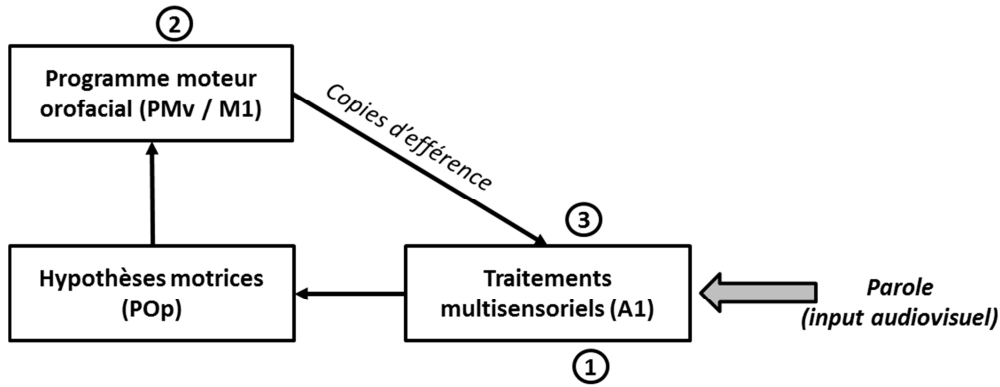 2
Programme moteur
orofacial (PMv / M1)
Copies d'efférence
3
Hypothèses motrices
(POp)
Traitements
multisensoriels (A1)
Parole
(input audiovisuel)
1